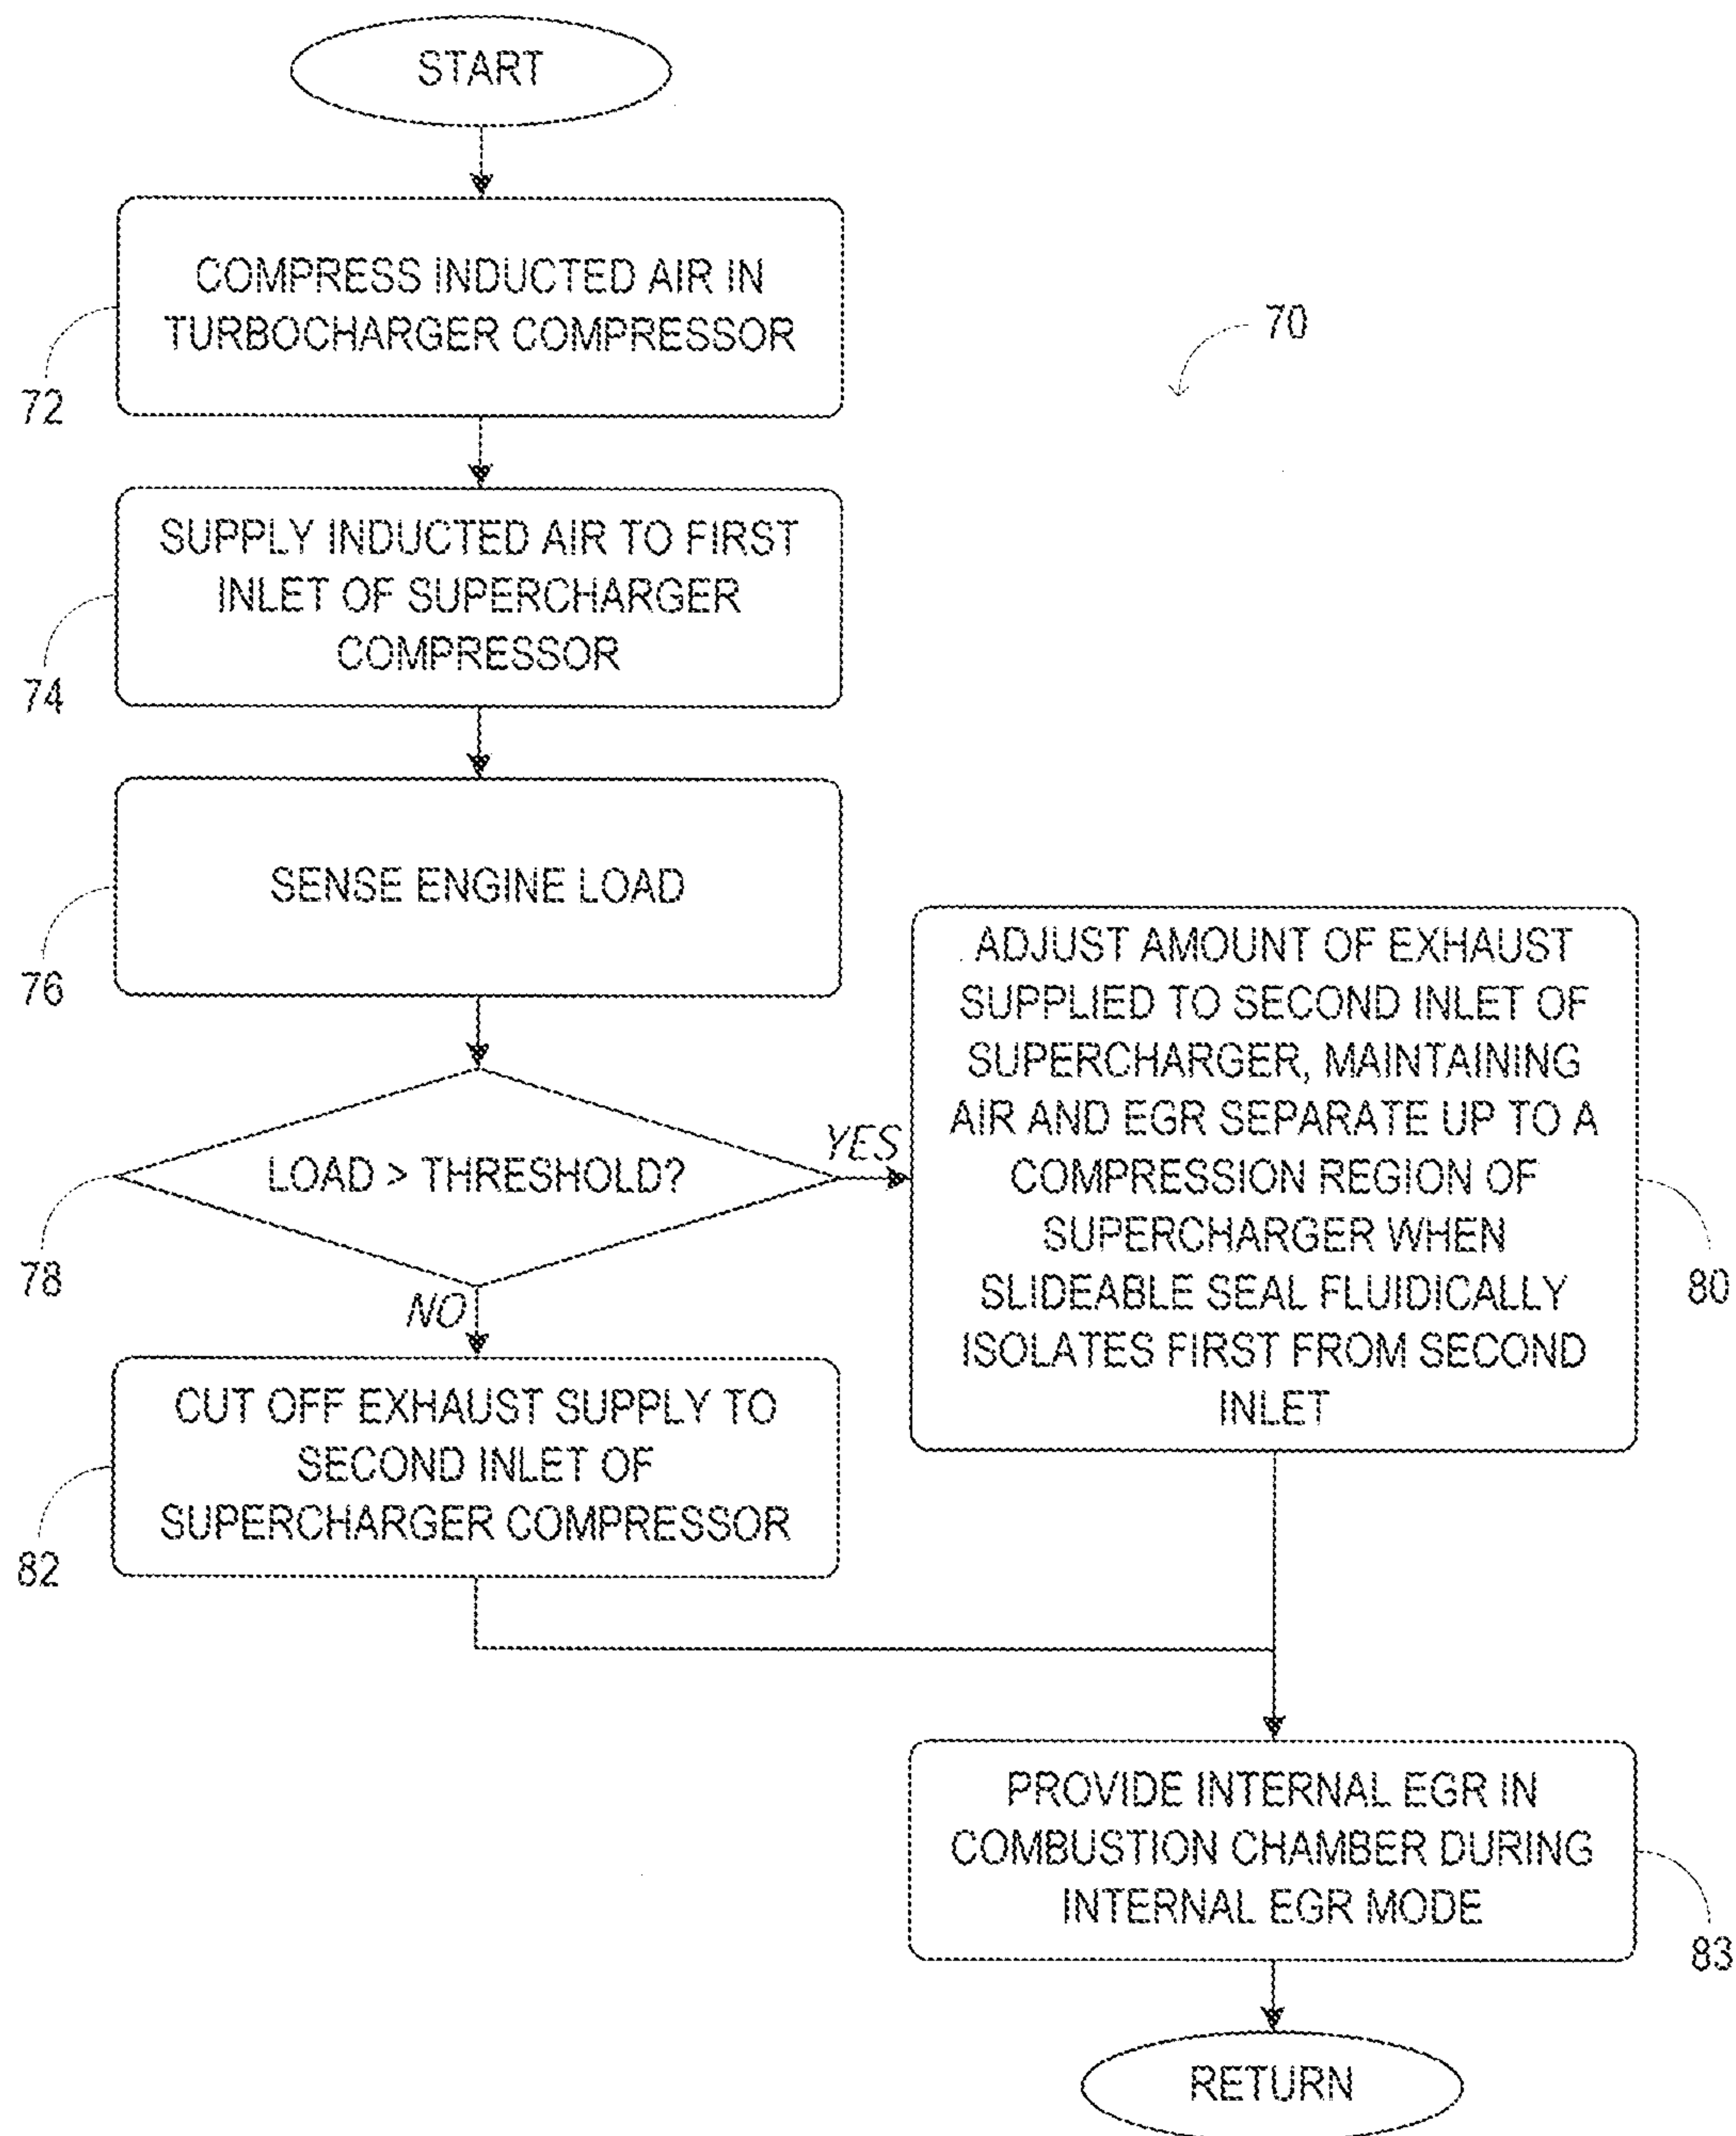 START
COMPRESS INDUCTED AIR IN
TURBOCHARGER COMPRESSOR
72
70
SUPPLY INDUCTED AIR TO FIRST
INLET OF SUPERCHARGER
COMPRESSOR
74
SENSE ENGINE LOAD
76
LOAD > THRESHOLD?
78
YES
NO
ADJUST AMOUNT OF EXHAUST
SUPPLIED TO SECOND INLET OF
SUPERCHARGER, MAINTAINING
AIR AND EGR SEPARATE UP TO A
COMPRESSION REGION OF
SUPERCHARGER WHEN
SLIDEABLE SEAL FLUIDICALLY
ISOLATES FIRST FROM SECOND
INLET
80
CUT OFF EXHAUST SUPPLY TO
SECOND INLET OF
SUPERCHARGER COMPRESSOR
82
PROVIDE INTERNAL EGR IN
COMBUSTION CHAMBER DURING
INTERNAL EGR MODE
83
RETURN